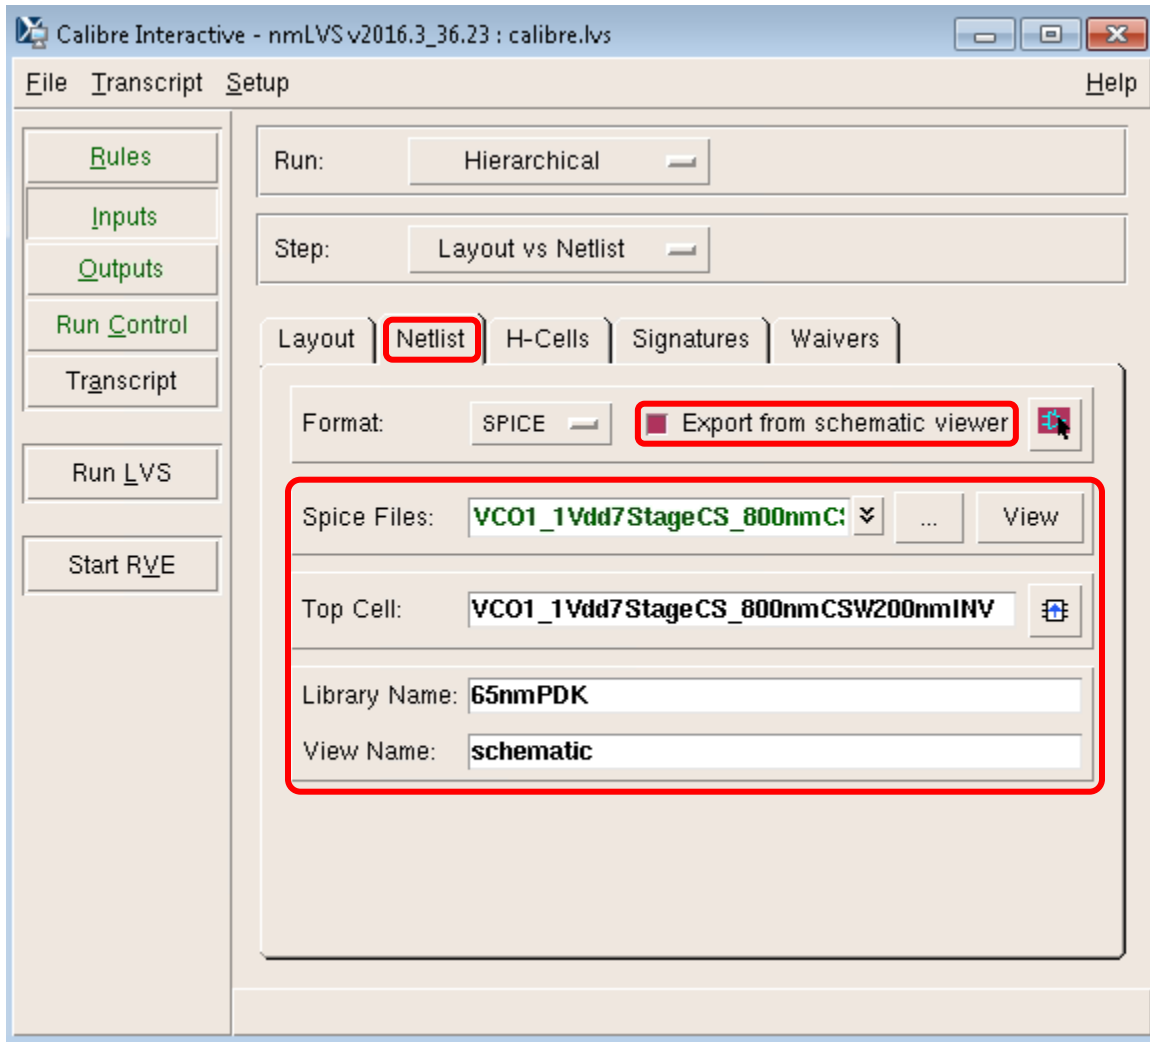 Calibre Interactive - nmLVS v2016.3_36.23 : calibre.lvs
File Transcript Setup Help
Rules
Inputs
Outputs
Run Control
Transcript
Run LVS
Start RVE
Run: Hierarchical
Step: Layout vs Netlist
Layout Netlist H-Cells Signatures Waivers
Format: SPICE Export from schematic viewer
Spice Files: VCO1_1Vdd7StageCS_800nmC ... View
Top Cell: VCO1_1Vdd7StageCS_800nmCSW200nmINV
Library Name: 65nmPDK
View Name: schematic